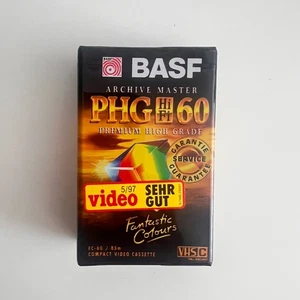 BASF
ARCHIVE MASTER
PHG HI FI 60
PREMIUM HIGH GRADE
GARANTIE
SERVICE
GUARANTEE
5/97
video SEHR GUT
Fantastic
Colours
EC-60 / 83m
COMPACT VIDEO CASSETTE
VHS C